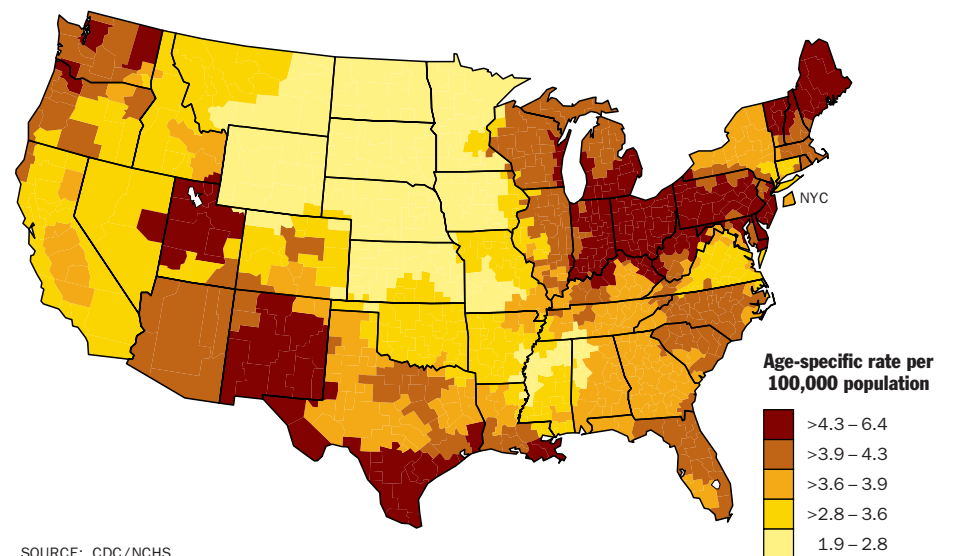 NYC
Age-specific rate per
100,000 population
>4.3 – 6.4
>3.9 – 4.3
>3.6 – 3.9
>2.8 – 3.6
1.9 – 2.8
SOURCE: CDC/NCHS